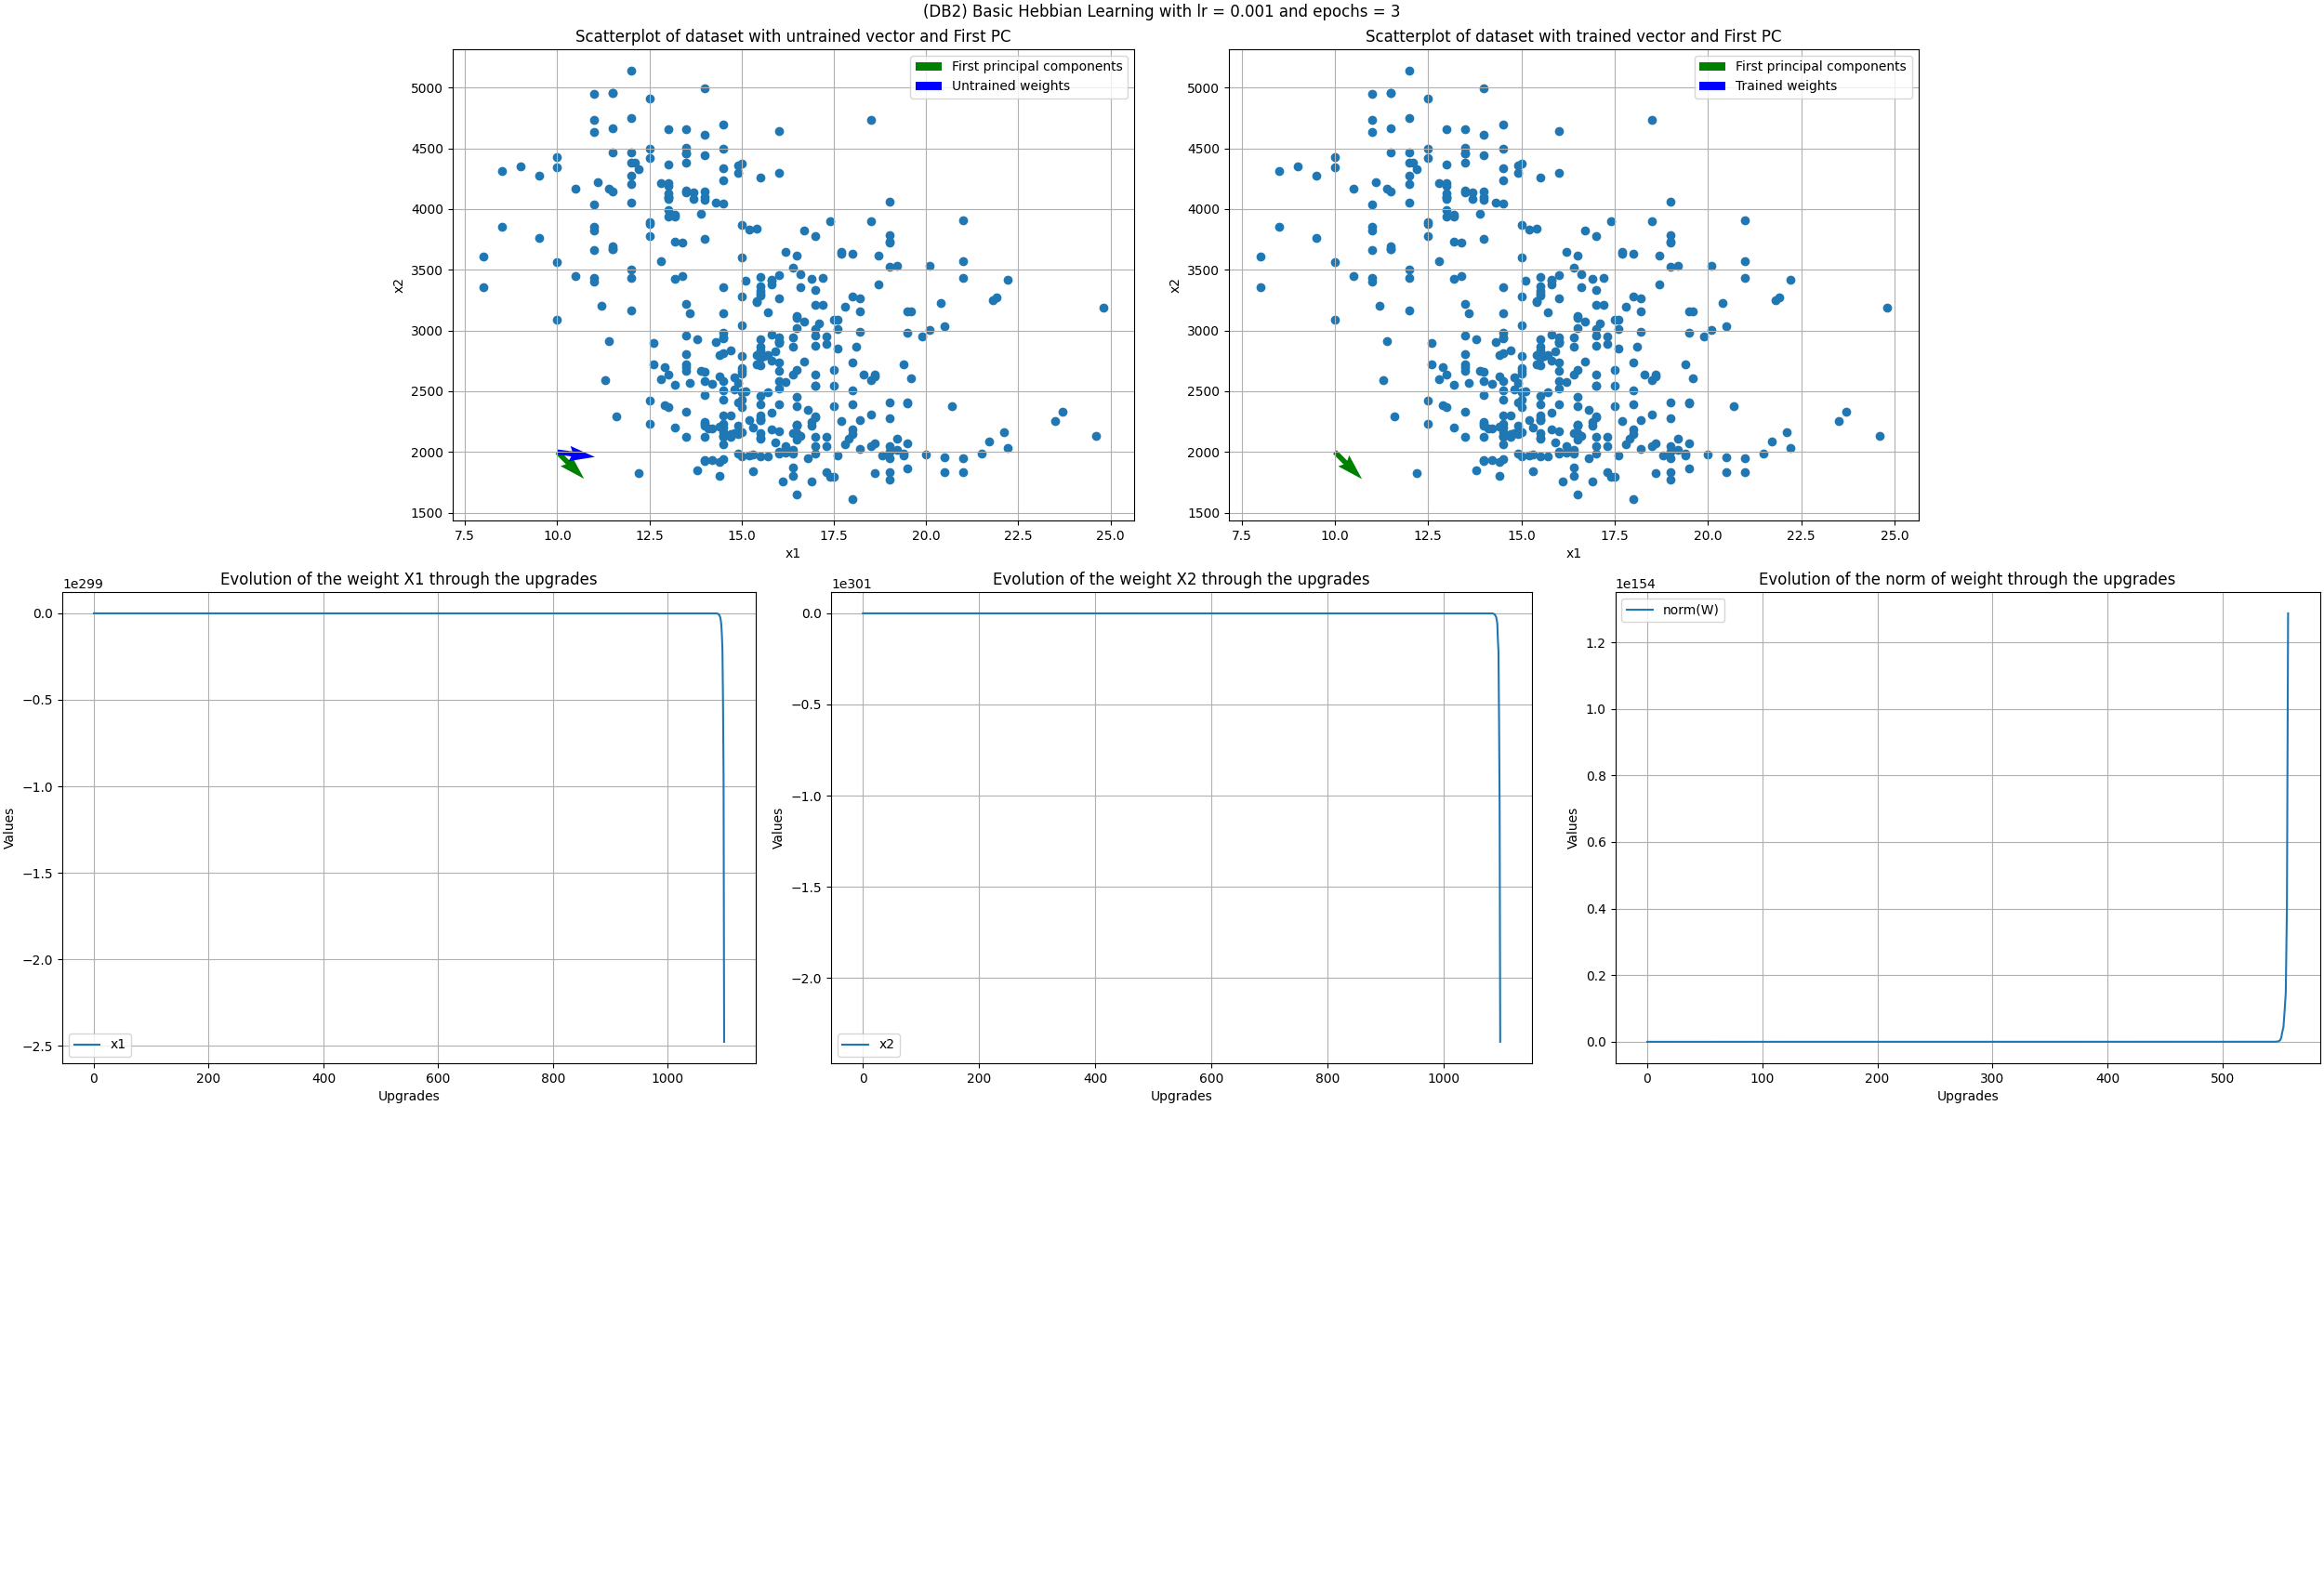 (DB2) Basic Hebbian Learning with lr = 0.001 and epochs = 3
Scatterplot of dataset with untrained vector and First PC
First principal components
Untrained weights
5000
4500
4000
3500
3000
2500
2000
1500
x2
7.5 10.0 12.5 15.0 17.5 20.0 22.5 25.0
x1
Scatterplot of dataset with trained vector and First PC
First principal components
Trained weights
5000
4500
4000
3500
3000
2500
2000
1500
x2
7.5 10.0 12.5 15.0 17.5 20.0 22.5 25.0
x1
1e299
Evolution of the weight X1 through the upgrades
0.0
−0.5
−1.0
−1.5
−2.0
−2.5
Values
x1
0 200 400 600 800 1000
Upgrades
1e301
Evolution of the weight X2 through the upgrades
0.0
−0.5
−1.0
−1.5
−2.0
Values
x2
0 200 400 600 800 1000
Upgrades
1e154
Evolution of the norm of weight through the upgrades
norm(W)
1.2
1.0
0.8
0.6
0.4
0.2
0.0
Values
0 100 200 300 400 500
Upgrades